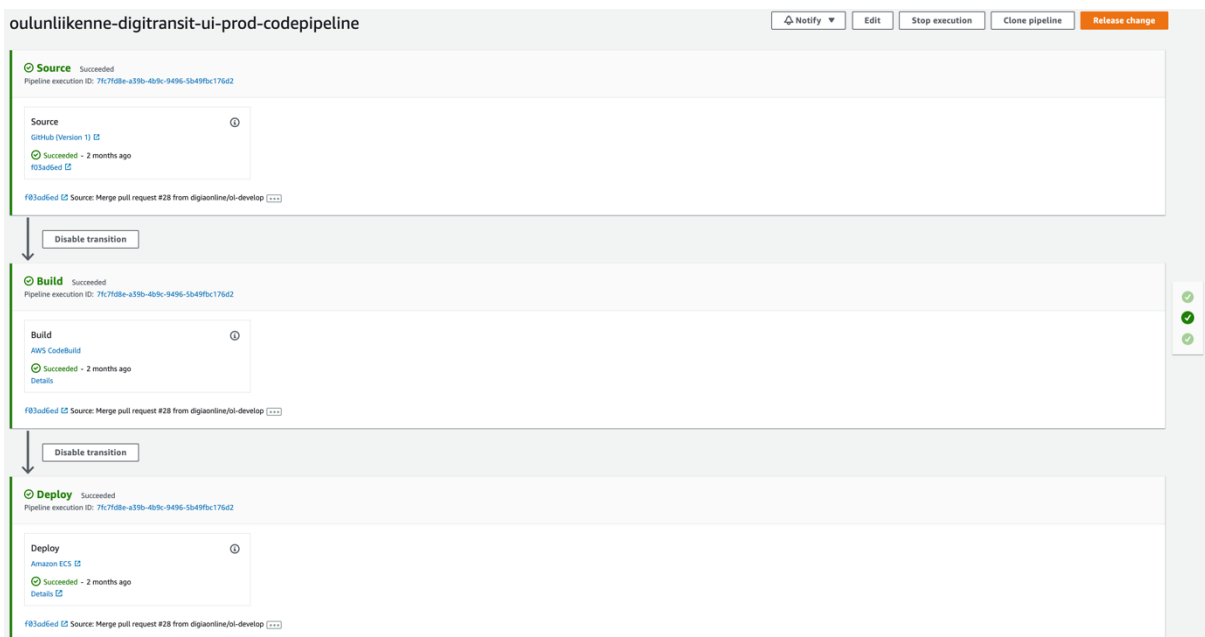 oulunliikenne-digitransit-ui-prod-codepipeline
Notify ▼
Edit
Stop execution
Clone pipeline
Release change
Source Succeeded
Pipeline execution ID: 7fc7fd8e-a39b-4b9c-9496-5b49fbc176d2
Source
GitHub (Version 1)
Succeeded - 2 months ago
f03ad6ed
f03ad6ed Source: Merge pull request #28 from digiaonline/ol-develop
Disable transition
Build Succeeded
Pipeline execution ID: 7fc7fd8e-a39b-4b9c-9496-5b49fbc176d2
Build
AWS CodeBuild
Succeeded - 2 months ago
Details
f03ad6ed Source: Merge pull request #28 from digiaonline/ol-develop
Disable transition
Deploy Succeeded
Pipeline execution ID: 7fc7fd8e-a39b-4b9c-9496-5b49fbc176d2
Deploy
Amazon ECS
Succeeded - 2 months ago
Details
f03ad6ed Source: Merge pull request #28 from digiaonline/ol-develop